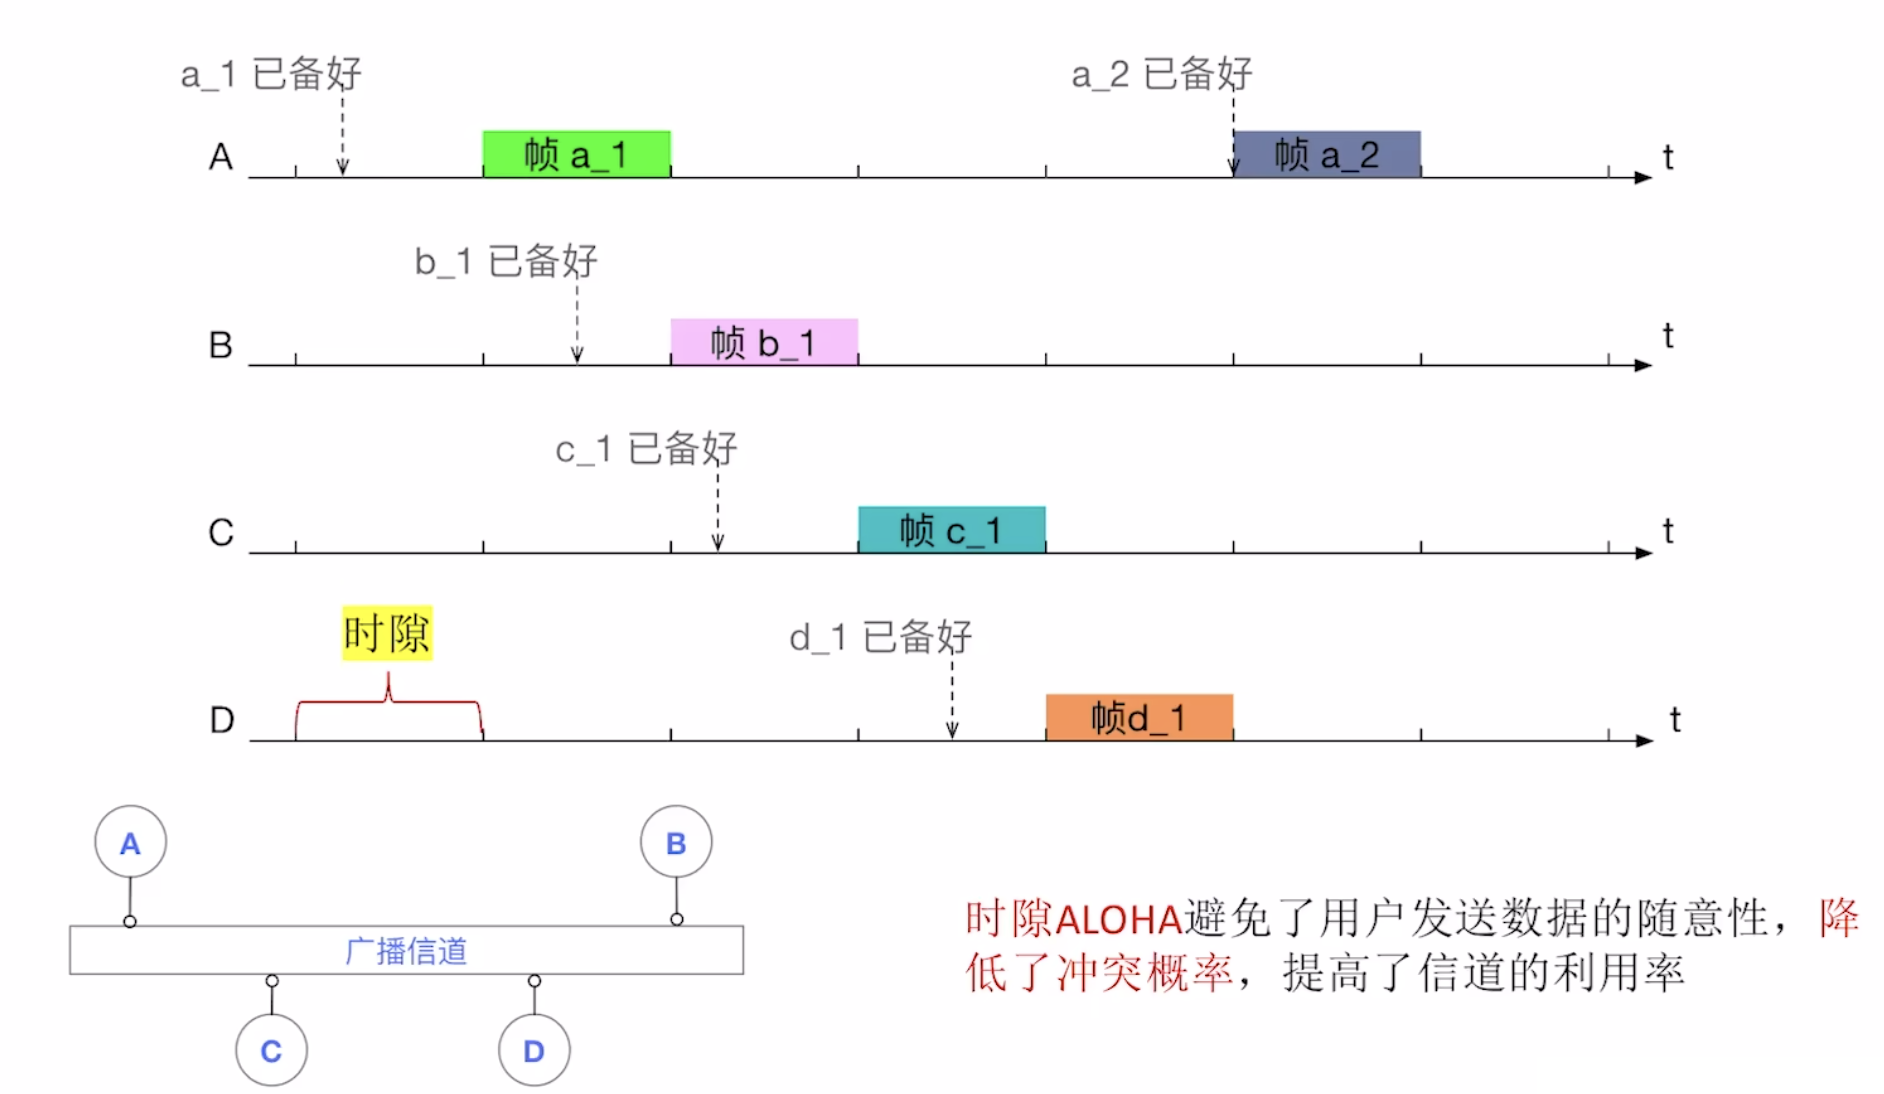 a_1 已备好
a_2 已备好
A
帧 a_1
帧 a_2
t
b_1 已备好
B
帧 b_1
t
c_1 已备好
C
帧 c_1
t
时隙
d_1 已备好
D
帧d_1
t
A
B
广播信道
C
D
时隙ALOHA避免了用户发送数据的随意性，降
低了冲突概率，提高了信道的利用率